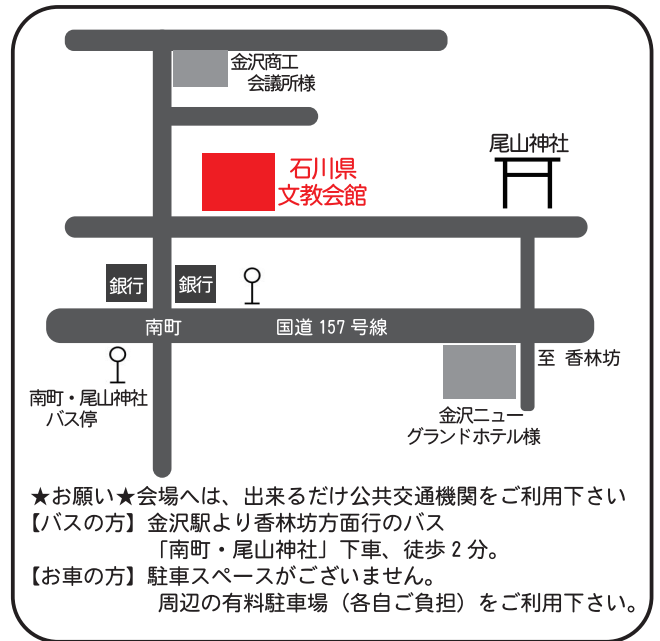 金沢商工
会議所様
尾山神社
石川県
文教会館
銀行
銀行
南町
国道 157 号線
至 香林坊
南町・尾山神社
バス停
金沢ニュー
グランドホテル様
★お願い★会場へは、出来るだけ公共交通機関をご利用下さい
【バスの方】金沢駅より香林坊方面行のバス
「南町・尾山神社」下車、徒歩 2 分。
【お車の方】駐車スペースがございません。
周辺の有料駐車場（各自ご負担）をご利用下さい。